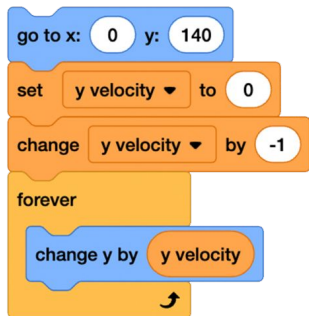 go to x: 0 y: 140
set y velocity to 0
change y velocity by -1
forever
change y by y velocity